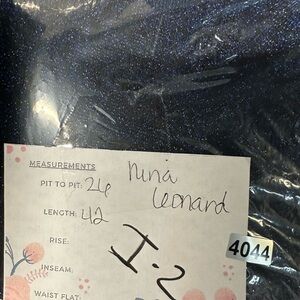 MEASUREMENTS
nina
PIT TO PIT: 26
Leonard
LENGTH: 42
RISE:
I-2
4044
INSEAM:
WAIST FLAT: